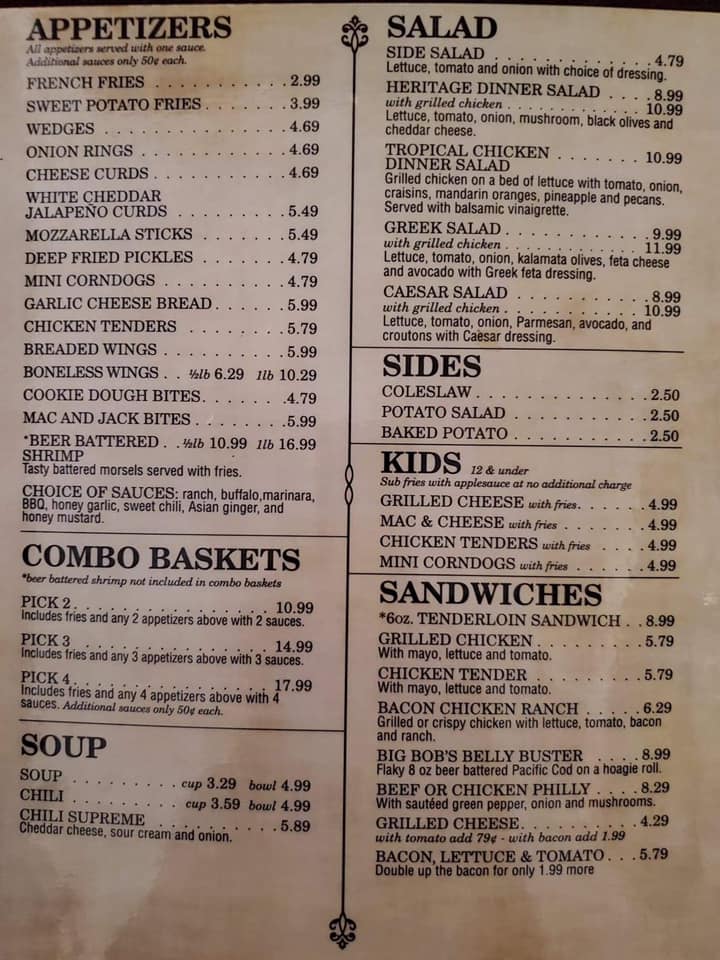 APPETIZERS
All appetizers served with one sauce.
Additional sauces only 50¢ each.
FRENCH FRIES . . . . . . . . . . . 2.99
SWEET POTATO FRIES . . . . . . . 3.99
WEDGES . . . . . . . . . . . . . . . 4.69
ONION RINGS . . . . . . . . . . . . 4.69
CHEESE CURDS . . . . . . . . . . . 4.69
WHITE CHEDDAR
JALAPEÑO CURDS . . . . . . . . . 5.49
MOZZARELLA STICKS . . . . . . . 5.49
DEEP FRIED PICKLES . . . . . . . 4.79
MINI CORNDOGS . . . . . . . . . . 4.79
GARLIC CHEESE BREAD . . . . . . 5.99
CHICKEN TENDERS . . . . . . . . 5.79
BREADED WINGS . . . . . . . . . . 5.99
BONELESS WINGS . . ½lb 6.29 1lb 10.29
COOKIE DOUGH BITES . . . . . . . 4.79
MAC AND JACK BITES . . . . . . . 5.99
*BEER BATTERED . . ½lb 10.99 1lb 16.99
SHRIMP
Tasty battered morsels served with fries.
CHOICE OF SAUCES: ranch, buffalo,marinara,
BBQ, honey garlic, sweet chili, Asian ginger, and
honey mustard.
COMBO BASKETS
*beer battered shrimp not included in combo baskets
PICK 2 . . . . . . . . . . . . . . 10.99
Includes fries and any 2 appetizers above with 2 sauces.
PICK 3 . . . . . . . . . . . . . . 14.99
Includes fries and any 3 appetizers above with 3 sauces.
PICK 4 . . . . . . . . . . . . . . 17.99
Includes fries and any 4 appetizers above with 4
sauces. Additional sauces only 50¢ each.
SOUP
SOUP . . . . . . . . . cup 3.29 bowl 4.99
CHILI . . . . . . . . . cup 3.59 bowl 4.99
CHILI SUPREME . . . . . . . . . . 5.89
Cheddar cheese, sour cream and onion.
SALAD
SIDE SALAD . . . . . . . . . . . . . 4.79
Lettuce, tomato and onion with choice of dressing.
HERITAGE DINNER SALAD . . . . 8.99
with grilled chicken . . . . . . . . . . . 10.99
Lettuce, tomato, onion, mushroom, black olives and
cheddar cheese.
TROPICAL CHICKEN . . . . . . . 10.99
DINNER SALAD
Grilled chicken on a bed of lettuce with tomato, onion,
craisins, mandarin oranges, pineapple and pecans.
Served with balsamic vinaigrette.
GREEK SALAD . . . . . . . . . . . . 9.99
with grilled chicken . . . . . . . . . . . 11.99
Lettuce, tomato, onion, kalamata olives, feta cheese
and avocado with Greek feta dressing.
CAESAR SALAD . . . . . . . . . . . 8.99
with grilled chicken . . . . . . . . . . . 10.99
Lettuce, tomato, onion, Parmesan, avocado, and
croutons with Caesar dressing.
SIDES
COLESLAW . . . . . . . . . . . . . . 2.50
POTATO SALAD . . . . . . . . . . . 2.50
BAKED POTATO . . . . . . . . . . . 2.50
KIDS 12 & under
Sub fries with applesauce at no additional charge
GRILLED CHEESE with fries . . . . . . 4.99
MAC & CHEESE with fries . . . . . . . 4.99
CHICKEN TENDERS with fries . . . . 4.99
MINI CORNDOGS with fries . . . . . . 4.99
SANDWICHES
*6oz. TENDERLOIN SANDWICH . . 8.99
GRILLED CHICKEN . . . . . . . . . 5.79
With mayo, lettuce and tomato.
CHICKEN TENDER . . . . . . . . . 5.79
With mayo, lettuce and tomato.
BACON CHICKEN RANCH . . . . . 6.29
Grilled or crispy chicken with lettuce, tomato, bacon
and ranch.
BIG BOB'S BELLY BUSTER . . . . 8.99
Flaky 8 oz beer battered Pacific Cod on a hoagie roll.
BEEF OR CHICKEN PHILLY . . . . 8.29
With sautéed green pepper, onion and mushrooms.
GRILLED CHEESE . . . . . . . . . . 4.29
with tomato add 79¢ - with bacon add 1.99
BACON, LETTUCE & TOMATO . . . 5.79
Double up the bacon for only 1.99 more